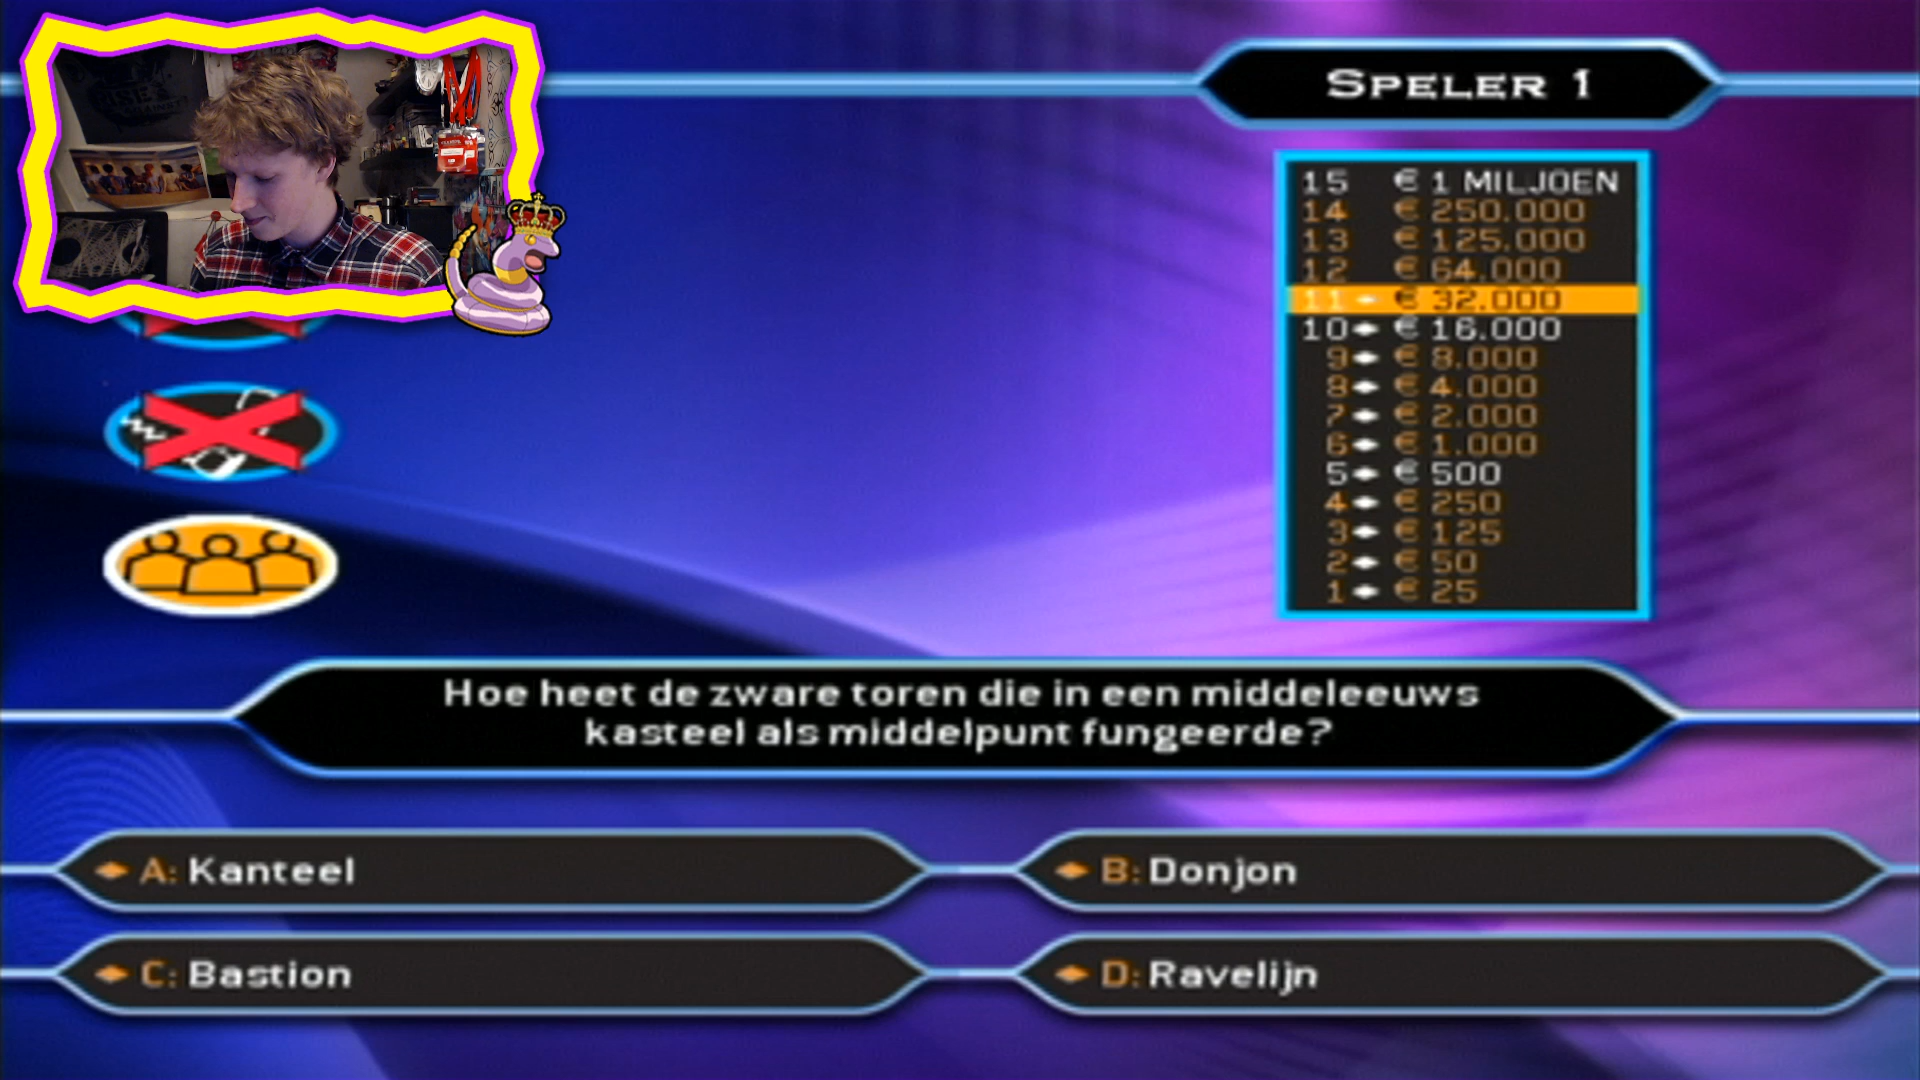 SPELER 1
15 € 1 MILJOEN
14 € 250.000
13 € 125.000
12 € 64.000
11 € 32.000
10 € 16.000
9 € 8.000
8 € 4.000
7 € 2.000
6 € 1.000
5 € 500
4 € 250
3 € 125
2 € 50
1 € 25
Hoe heet de zware toren die in een middeleeuws
kasteel als middelpunt fungeerde?
A: Kanteel
B: Donjon
C: Bastion
D: Ravelijn